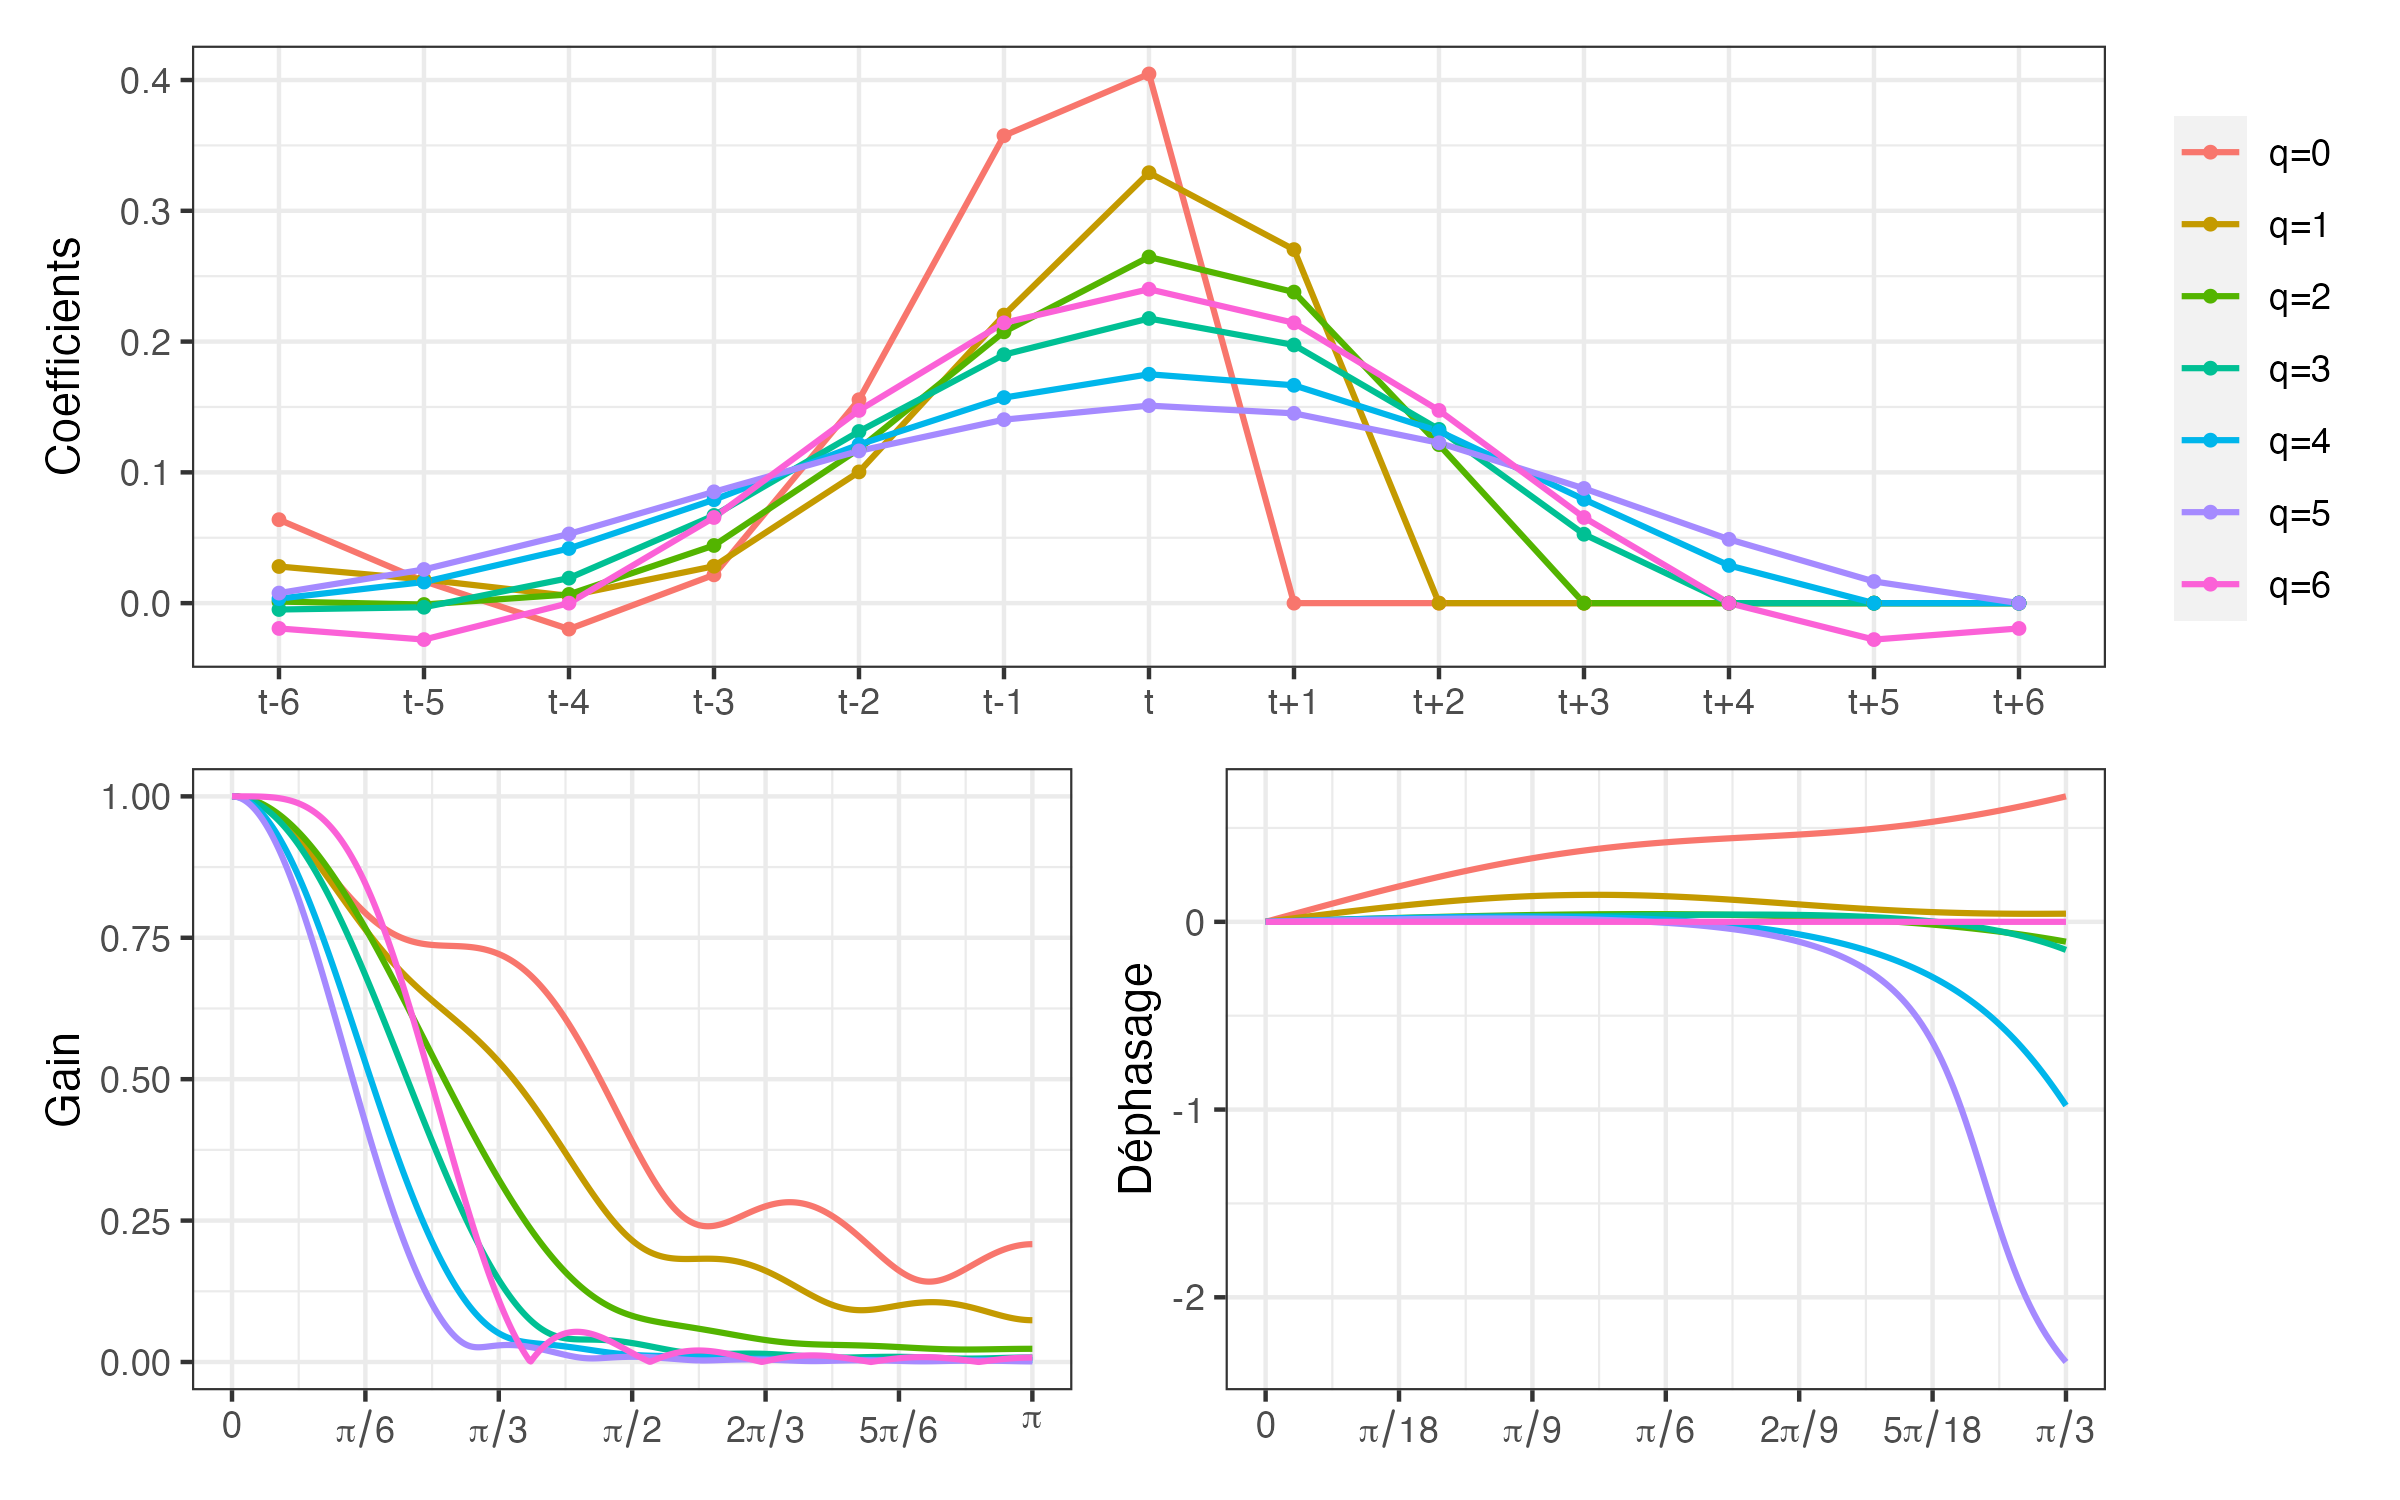 Coefficients
0.4
0.3
0.2
0.1
0.0
t-6 t-5 t-4 t-3 t-2 t-1 t t+1 t+2 t+3 t+4 t+5 t+6
q=0
q=1
q=2
q=3
q=4
q=5
q=6
Gain
1.00
0.75
0.50
0.25
0.00
0 π/6 π/3 π/2 2π/3 5π/6 π
Déphasage
0
-1
-2
0 π/18 π/9 π/6 2π/9 5π/18 π/3